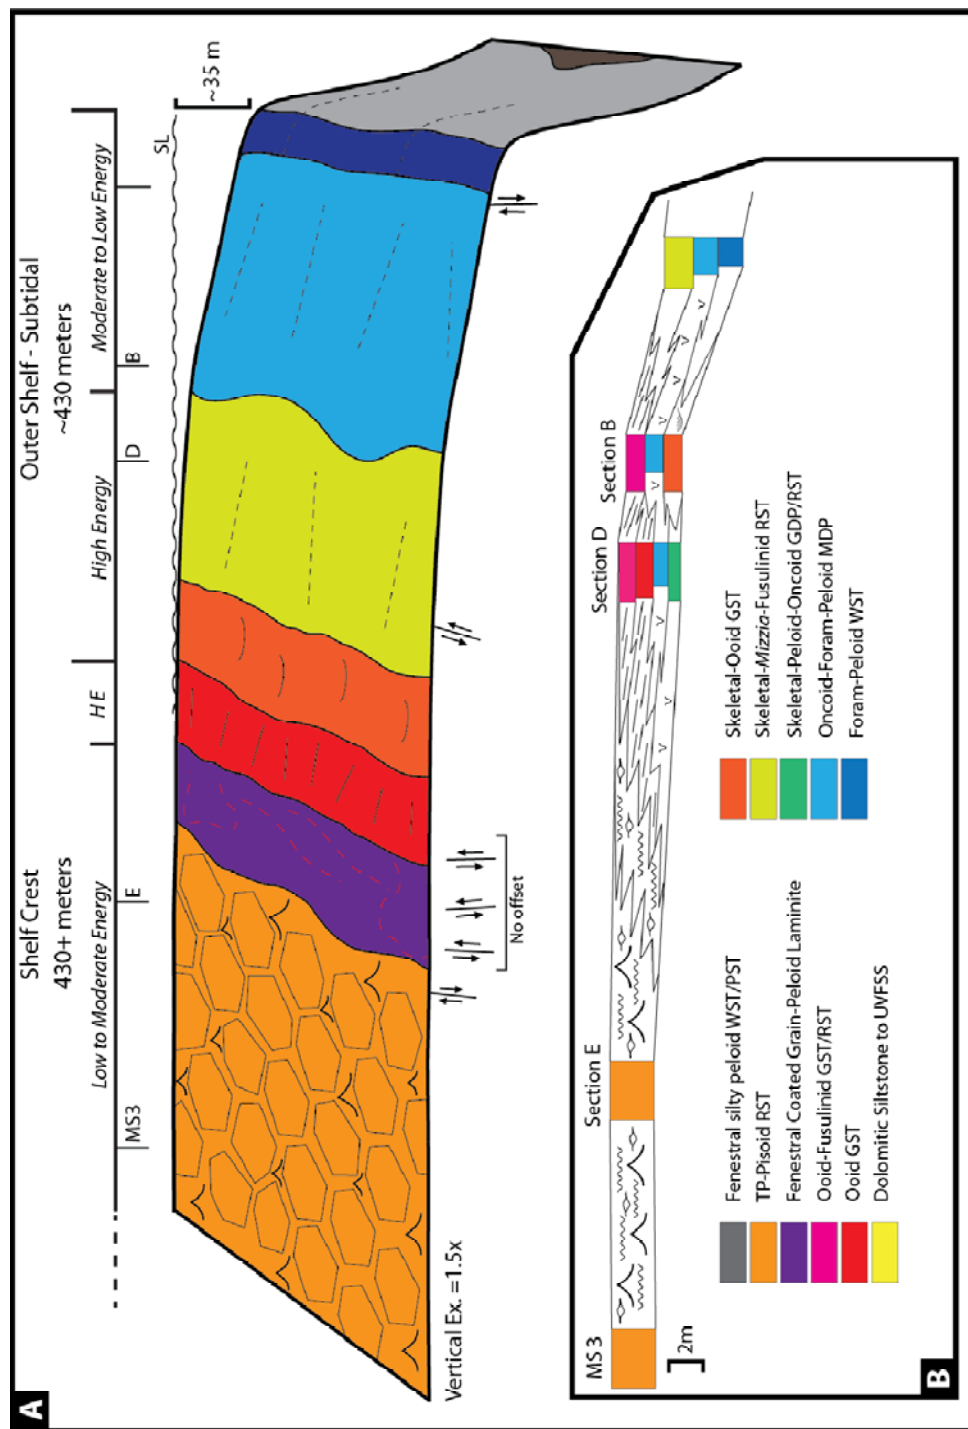 A
Shelf Crest
430+ meters
Outer Shelf - Subtidal
~430 meters
Low to Moderate Energy
HE
High Energy
Moderate to Low Energy
MS3
E
D
B
SL
~35 m
No offset
Vertical Ex. =1.5x
B
MS3
Section E
Section D
Section B
2m
Fenestral silty peloid WST/PST
TP-Pisoid RST
Fenestral Coated Grain-Peloid Laminite
Ooid-Fusulinid GST/RST
Ooid GST
Dolomitic Siltstone to UVFSS
Skeletal-Ooid GST
Skeletal-Mizzia-Fusulinid RST
Skeletal-Peloid-Oncoid GDP/RST
Oncoid-Foram-Peloid MDP
Foram-Peloid WST